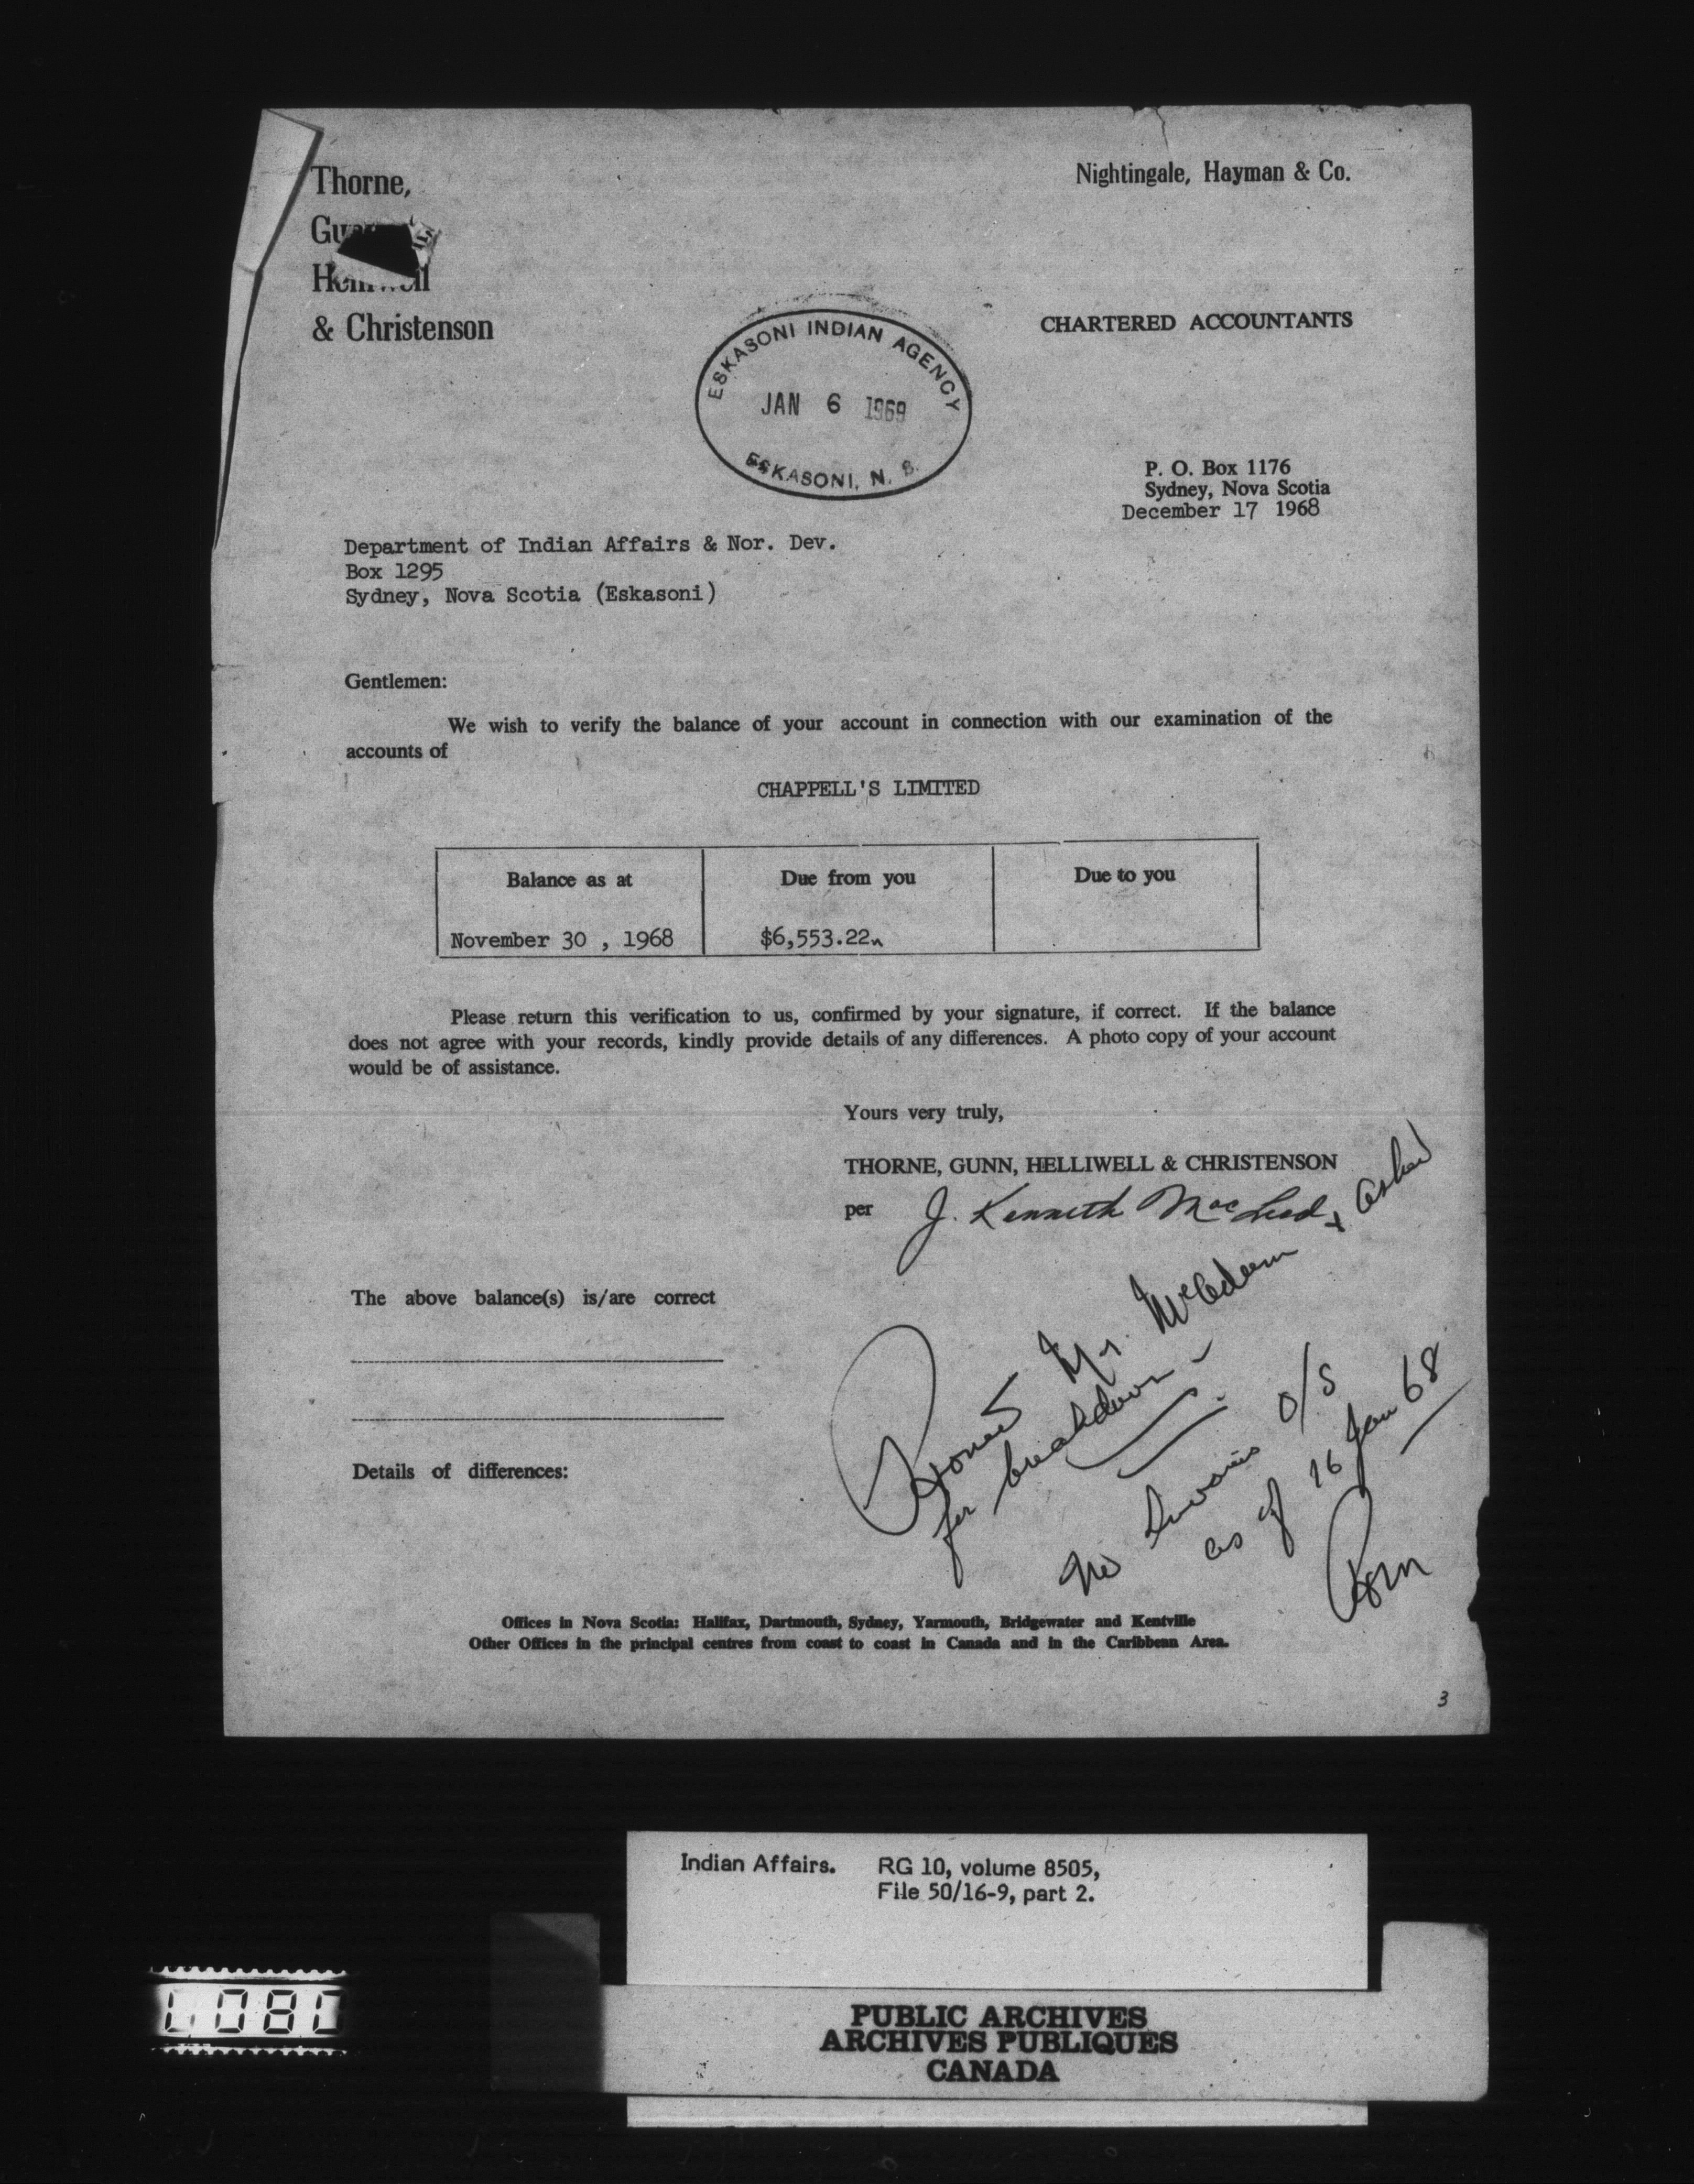 Thorne,
Nightingale, Hayman & Co.
& Christenson
CHARTERED ACCOUNTANTS
ESKASONI INDIAN AGENCY
JAN 6 1969
ESKASONI, N.
P. O. Box 1176
Sydney, Nova Scotia
December 17 1968
Department of Indian Affairs & Nor. Dev.
Box 1295
Sydney, Nova Scotia (Eskasoni)
Gentlemen:
We wish to verify the balance of your account in connection with our examination of the
accounts of
CHAPPELL'S LIMITED
Balance as at Due from you Due to you
November 30 , 1968 $6,553.22
Please return this verification to us, confirmed by your signature, if correct. If the balance
does not agree with your records, kindly provide details of any differences. A photo copy of your account
would be of assistance.
Yours very truly,
THORNE, GUNN, HELLIWELL & CHRISTENSON
per J. Kenneth MacLeod
The above balance(s) is/are correct
Details of differences:
Phoned Mr. McAdam & asked
for breakdown
No Invoices O/S
as of 16 Jan 68
Offices in Nova Scotia: Halifax, Dartmouth, Sydney, Yarmouth, Bridgewater and Kentville
Other Offices in the principal centres from coast to coast in Canada and in the Caribbean Area.
3
Indian Affairs. RG 10, volume 8505,
File 50/16-9, part 2.
PUBLIC ARCHIVES
ARCHIVES PUBLIQUES
CANADA